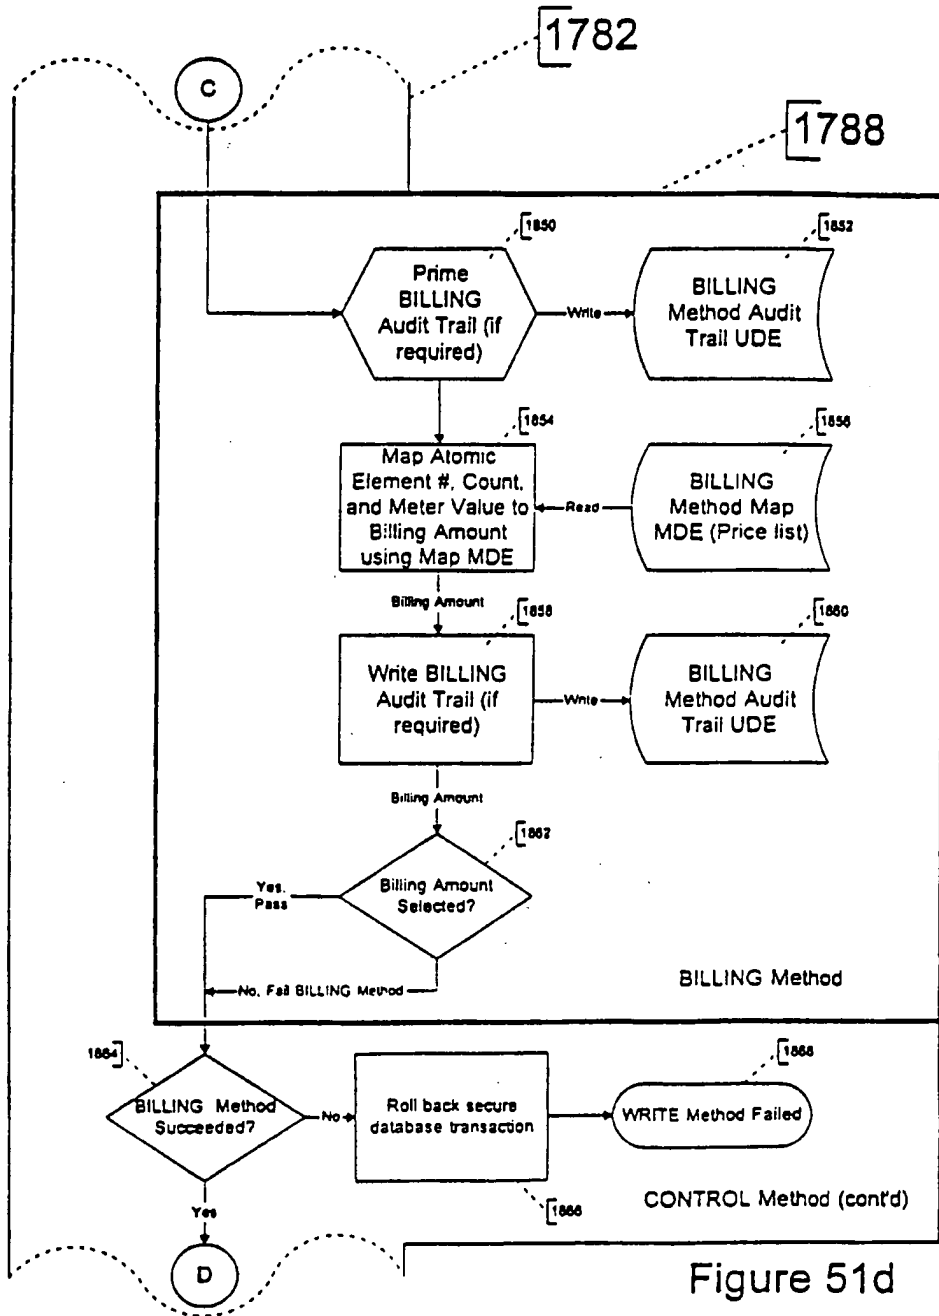 1782
C
1788
1850
Prime
BILLING
Audit Trail (if
required)
Write
1852
BILLING
Method Audit
Trail UDE
1854
Map Atomic
Element #, Count,
and Meter Value to
Billing Amount
using Map MDE
Read
1856
BILLING
Method Map
MDE (Price list)
Billing Amount
1858
Write BILLING
Audit Trail (if
required)
Write
1860
BILLING
Method Audit
Trail UDE
Billing Amount
1862
Billing Amount
Selected?
Yes,
Pass
No, Fail BILLING Method
BILLING Method
1864
BILLING Method
Succeeded?
No
Roll back secure
database transaction
1866
1868
WRITE Method Failed
CONTROL Method (cont'd)
Yes
D
Figure 51d